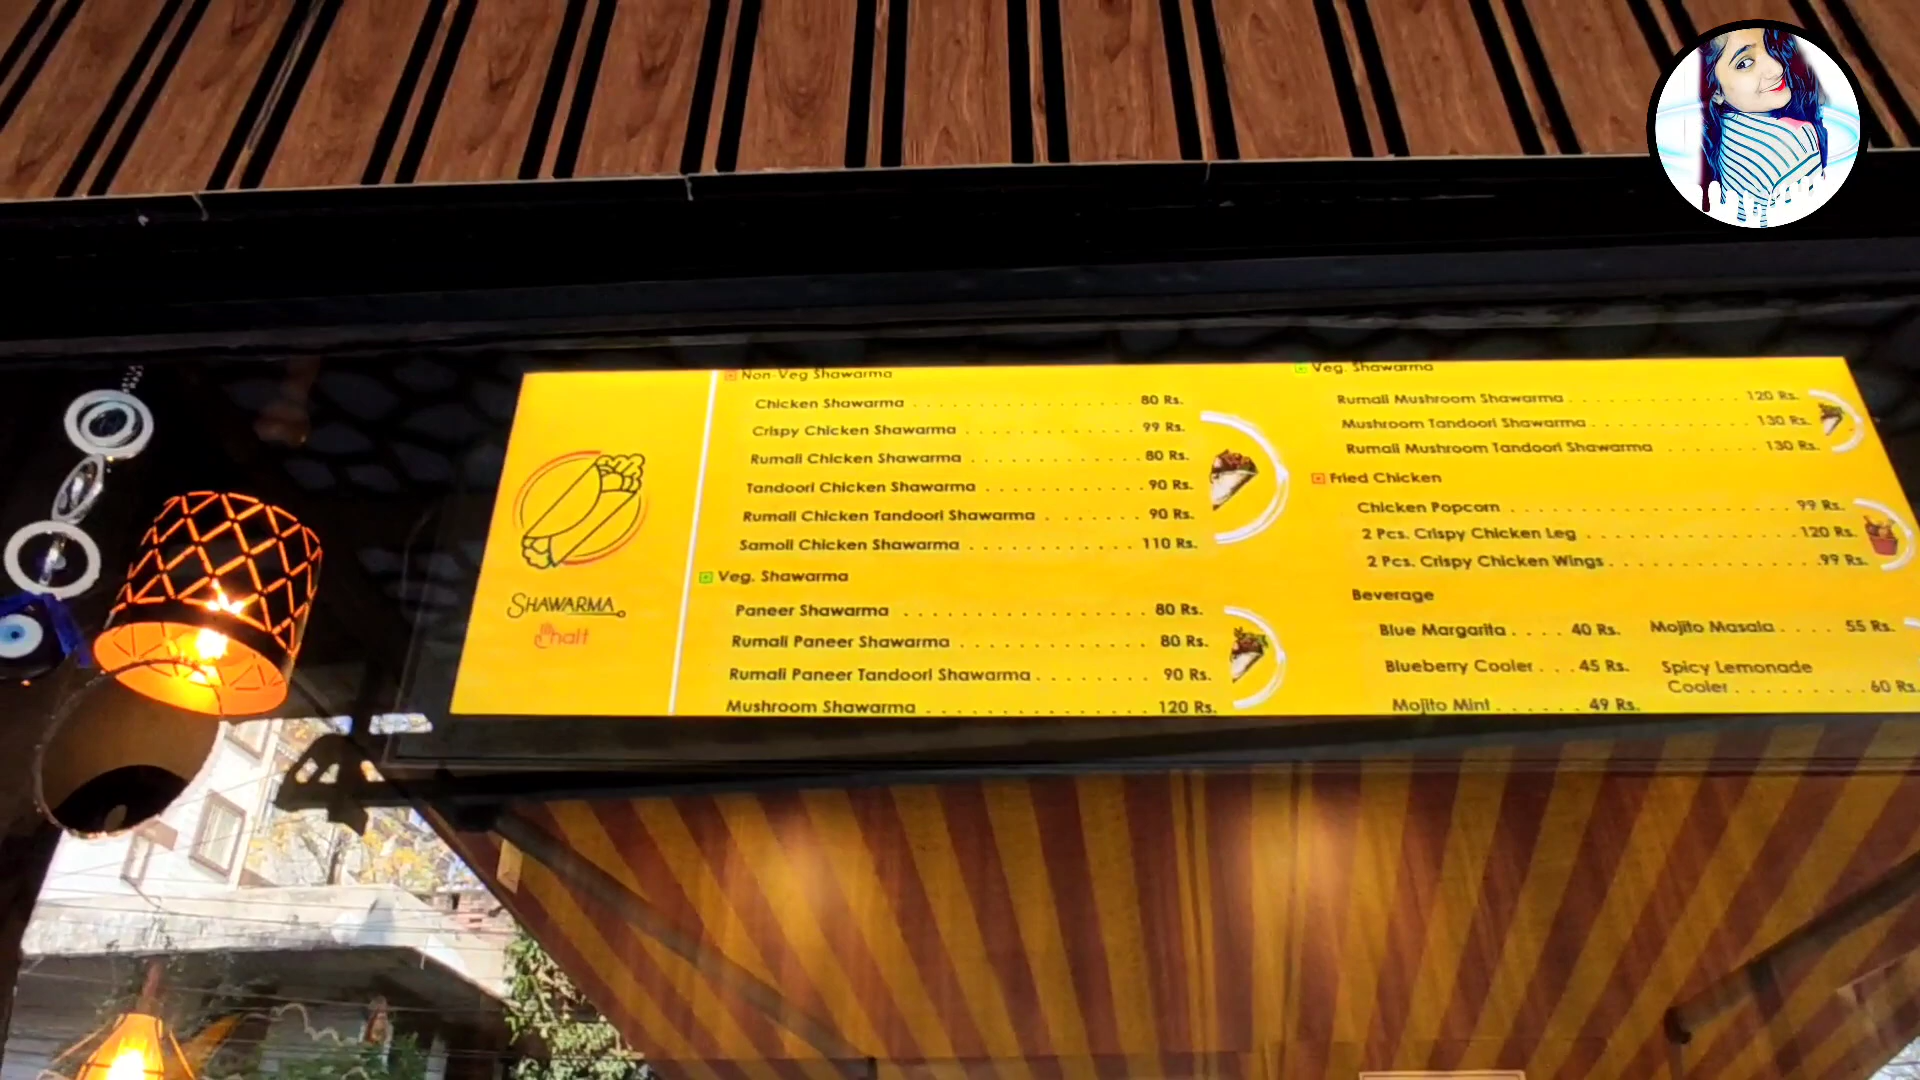 SHAWARMA
Chalt
Non-Veg Shawarma
Chicken Shawarma . . . . . . . . . . . . . . . . . . . . 80 Rs.
Crispy Chicken Shawarma . . . . . . . . . . . . . . 99 Rs.
Rumali Chicken Shawarma . . . . . . . . . . . . . . 80 Rs.
Tandoori Chicken Shawarma . . . . . . . . . . . . . 90 Rs.
Rumali Chicken Tandoori Shawarma . . . . . . . 90 Rs.
Samoli Chicken Shawarma . . . . . . . . . . . . 110 Rs.
Veg. Shawarma
Paneer Shawarma . . . . . . . . . . . . . . . . . . . 80 Rs.
Rumali Paneer Shawarma . . . . . . . . . . . . . . 80 Rs.
Rumali Paneer Tandoori Shawarma . . . . . . . . 90 Rs.
Mushroom Shawarma . . . . . . . . . . . . . . . 120 Rs.
Veg. Shawarma
Rumali Mushroom Shawarma . . . . . . . . . . . . . . . . 120 Rs.
Mushroom Tandoori Shawarma . . . . . . . . . . . . . . . 130 Rs.
Rumali Mushroom Tandoori Shawarma . . . . . . . . . . 130 Rs.
Fried Chicken
Chicken Popcorn . . . . . . . . . . . . . . . . . . . . . . . . 99 Rs.
2 Pcs. Crispy Chicken Leg . . . . . . . . . . . . . . . . . 120 Rs.
2 Pcs. Crispy Chicken Wings . . . . . . . . . . . . . . . . 99 Rs.
Beverage
Blue Margarita . . . . 40 Rs. Mojito Masala . . . . 55 Rs.
Blueberry Cooler . . . 45 Rs. Spicy Lemonade
Cooler . . . . . . . . . . 60 Rs.
Mojito Mint . . . . . . 49 Rs.